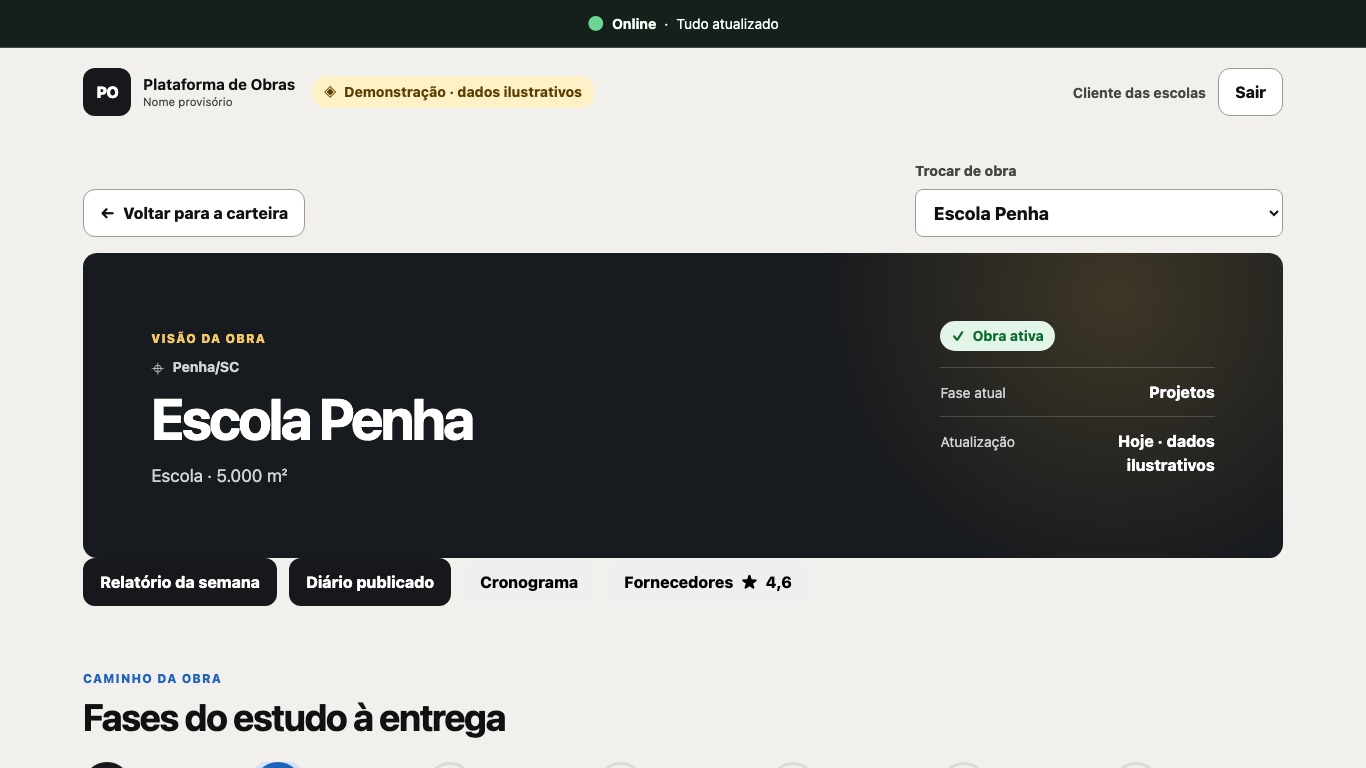 Online · Tudo atualizado
PO
Plataforma de Obras
Nome provisório
Demonstração · dados ilustrativos
Cliente das escolas
Sair
Trocar de obra
← Voltar para a carteira
Escola Penha
VISÃO DA OBRA
Penha/SC
Escola Penha
Escola · 5.000 m²
✓ Obra ativa
Fase atual Projetos
Atualização Hoje · dados
ilustrativos
Relatório da semana
Diário publicado
Cronograma
Fornecedores ★ 4,6
CAMINHO DA OBRA
Fases do estudo à entrega